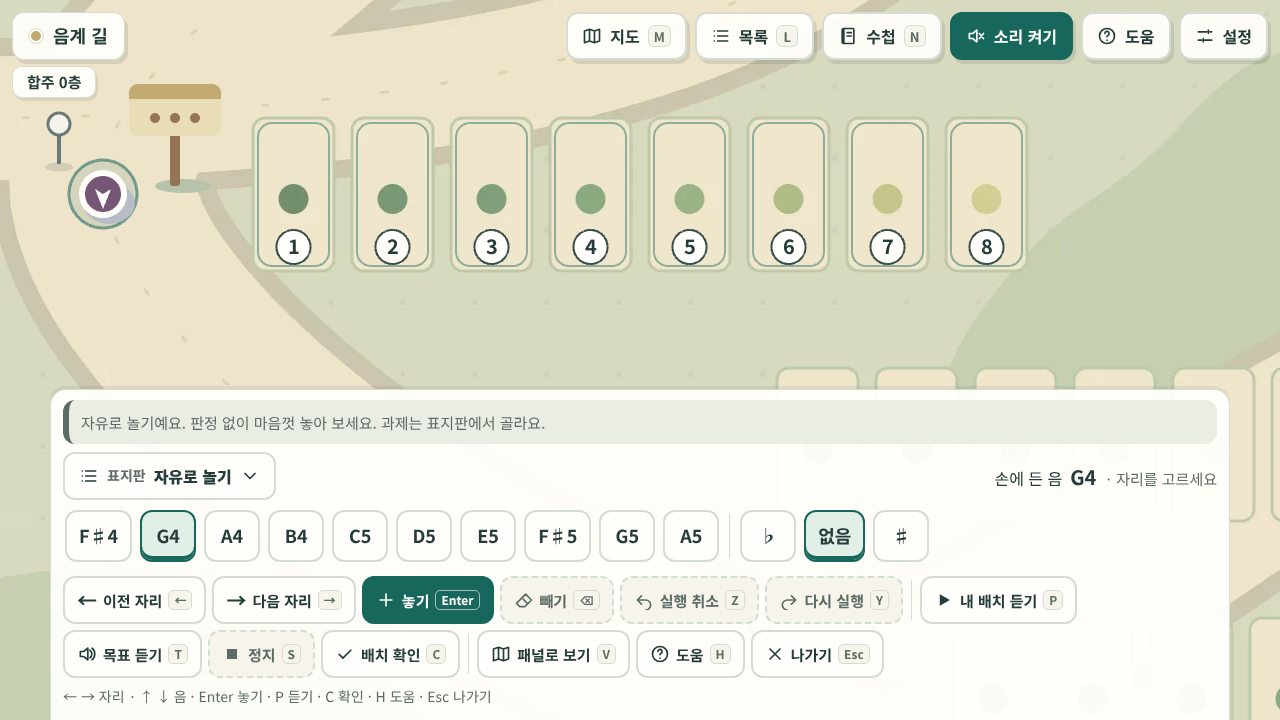 음계 길
지도 M
목록 L
수첩 N
소리 켜기
도움
설정
합주 0층
1 2 3 4 5 6 7 8
자유로 놀기예요. 판정 없이 마음껏 놓아 보세요. 과제는 표지판에서 골라요.
표지판 자유로 놀기
손에 든 음 G4 · 자리를 고르세요
F♯4 G4 A4 B4 C5 D5 E5 F♯5 G5 A5 ♭ 없음 ♯
← 이전 자리 ← → 다음 자리 → + 놓기 Enter 빼기 ⌫ 실행 취소 Z 다시 실행 Y 내 배치 듣기 P
목표 듣기 T 정지 S 배치 확인 C 패널로 보기 V 도움 H 나가기 Esc
← → 자리 · ↑ ↓ 음 · Enter 놓기 · P 듣기 · C 확인 · H 도움 · Esc 나가기